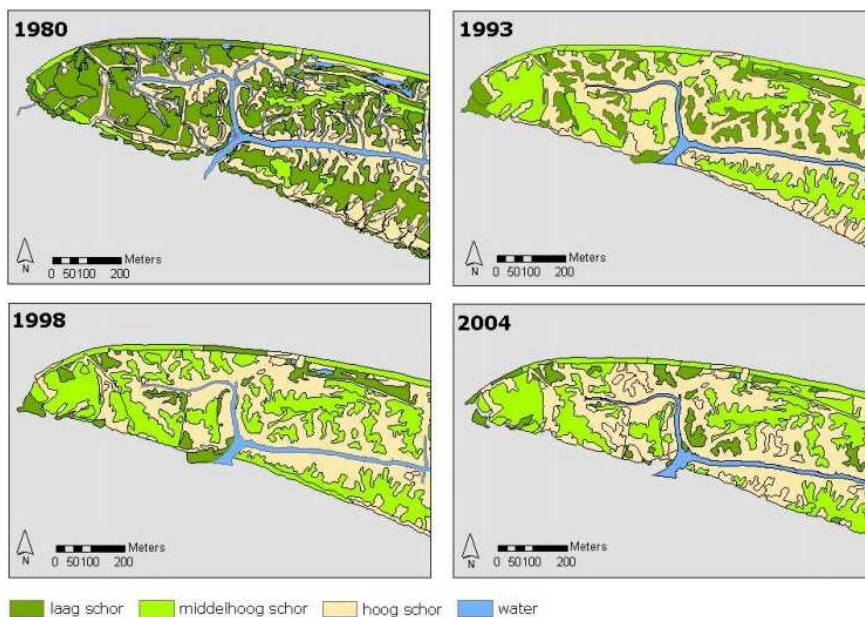 1980
N
Meters
0 50100 200
1993
N
Meters
0 50100 200
1998
N
Meters
0 50100 200
2004
N
Meters
0 50100 200
laag schor middelhoog schor hoog schor water